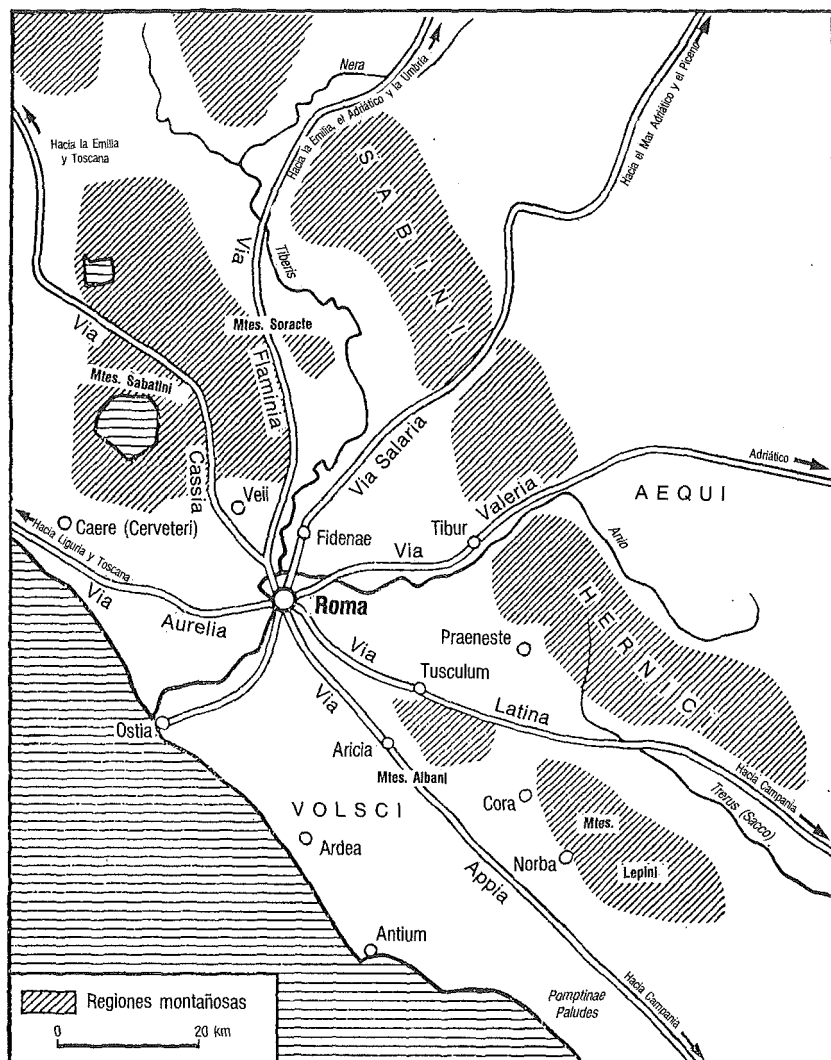 Nera
Hacia la Emilia, el Adriático y la Umbría
Hacia el Mar Adriático y el Piceno
Hacia la Emilia
y Toscana
SABINI
Via
Tiberis
Mtes. Soracte
Flaminia
Via
Mtes. Sabatini
Cassia
Via Salaria
Veii
Caere (Cerveteri)
Fidenae
Tibur
Valeria
Via
Adriático
AEQUI
Anio
Hacia Liguria y Toscana
Via
Aurelia
Roma
HERNICI
Praeneste
Via
Tusculum
Latina
Via
Ostia
Aricia
Mtes. Albani
Hacia Campania
Trerus (Sacco)
VOLSCI
Cora
Mtes.
Ardea
Norba
Lepini
Appia
Antium
Hacia Campania
Pomptinae
Paludes
Regiones montañosas
0 20 km